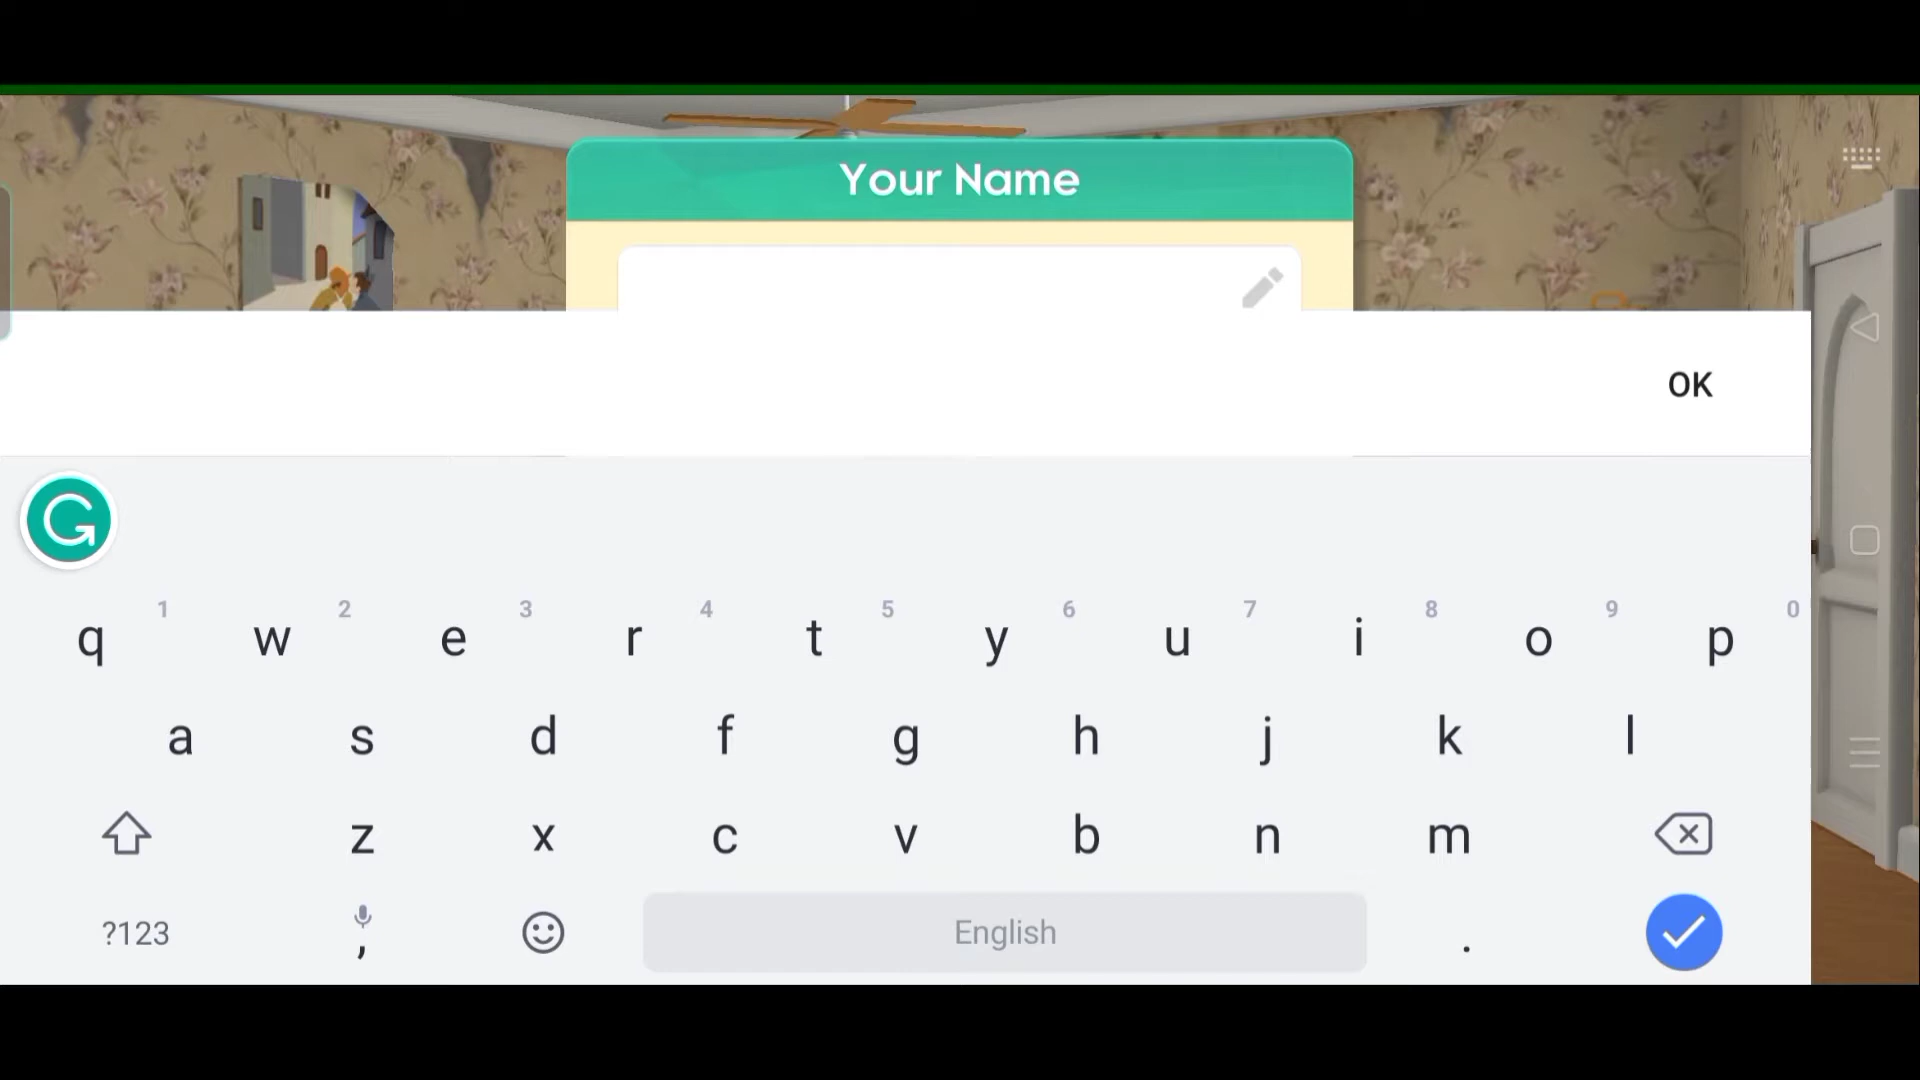 Your Name
OK
1 2 3 4 5 6 7 8 9 0
q w e r t y u i o p
a s d f g h j k l
z x c v b n m
?123 , English .